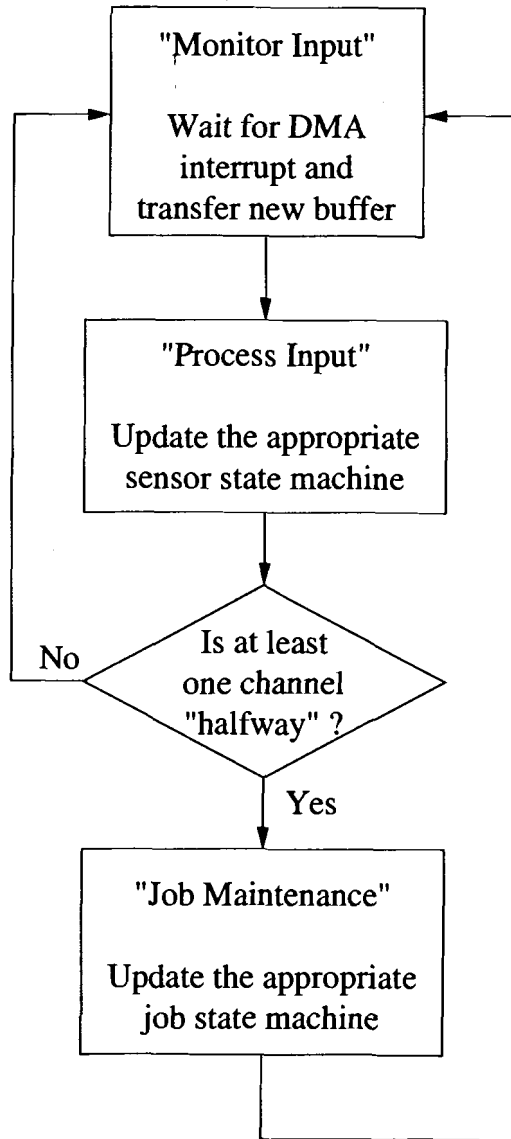 "Monitor Input"
Wait for DMA
interrupt and
transfer new buffer
"Process Input"
Update the appropriate
sensor state machine
Is at least
one channel
"halfway" ?
No
Yes
"Job Maintenance"
Update the appropriate
job state machine